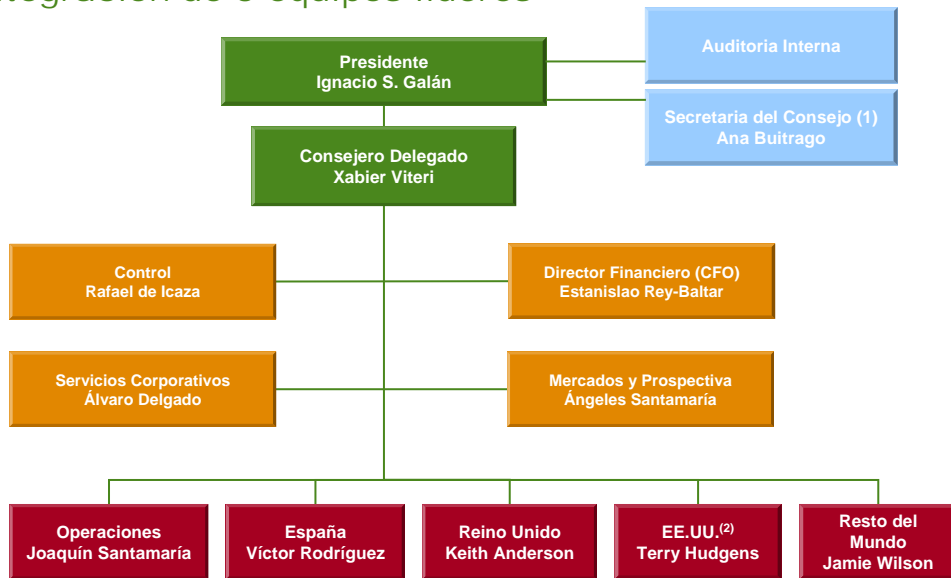 Presidente
Ignacio S. Galán
Auditoria Interna
Secretaria del Consejo (1)
Ana Buitrago
Consejero Delegado
Xabier Viteri
Control
Rafael de Icaza
Director Financiero (CFO)
Estanislao Rey-Baltar
Servicios Corporativos
Álvaro Delgado
Mercados y Prospectiva
Ángeles Santamaría
Operaciones
Joaquín Santamaría
España
Víctor Rodríguez
Reino Unido
Keith Anderson
EE.UU.(2)
Terry Hudgens
Resto del
Mundo
Jamie Wilson